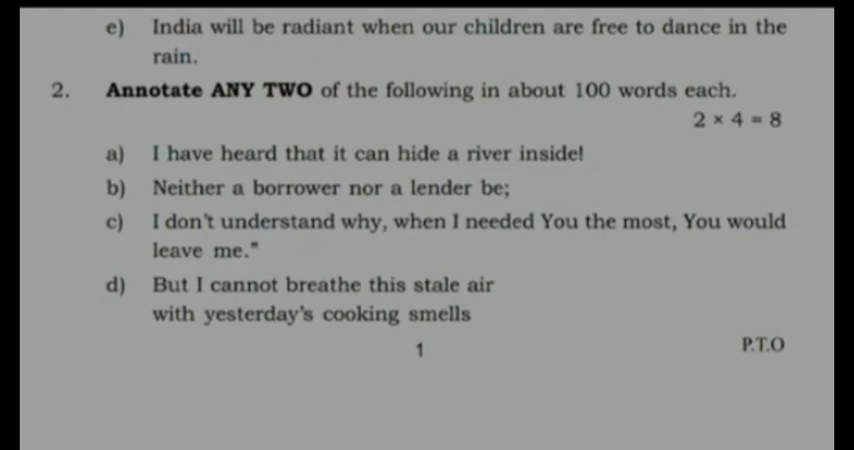 e) India will be radiant when our children are free to dance in the
rain.
2. Annotate ANY TWO of the following in about 100 words each.
2 × 4 = 8
a) I have heard that it can hide a river inside!
b) Neither a borrower nor a lender be;
c) I don't understand why, when I needed You the most, You would
leave me."
d) But I cannot breathe this stale air
with yesterday's cooking smells
1
P.T.O